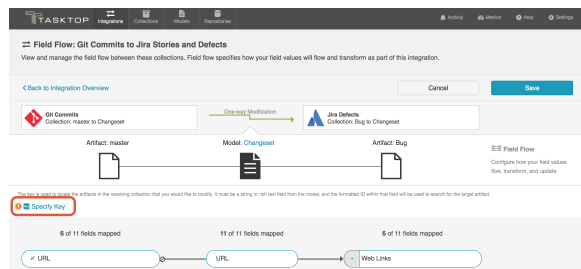 TASKTOP
Integrations
Collections
Models
Repositories
Activity
Metrics
Help
Settings
Field Flow: Git Commits to Jira Stories and Defects
View and manage the field flow between these collections. Field flow specifies how your field values will flow and transform as part of this integration.
Back to Integration Overview
Cancel
Save
Git Commits
Collection: master to Changeset
One-way Modification
Jira Defects
Collection: Bug to Changeset
Artifact: master
Model: Changeset
Artifact: Bug
Field Flow
Configure how your field values
flow, transform, and update.
The key is used to locate the artifacts in the receiving collection that you would like to modify. It must be a string or rich text field from the model, and the formatted ID within that field will be used to search for the target artifact.
Specify Key
6 of 11 fields mapped
11 of 11 fields mapped
6 of 11 fields mapped
URL
URL
Web Links